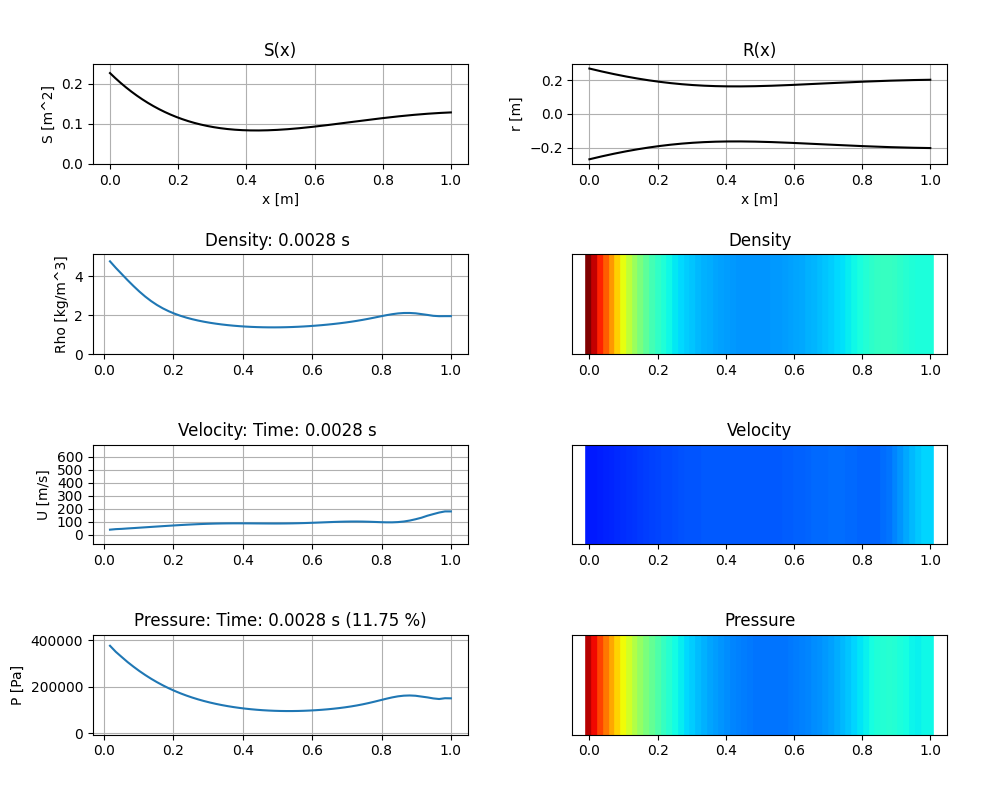 S(x)
S [m^2]
0.2
0.1
0.0
0.0 0.2 0.4 0.6 0.8 1.0
x [m]
R(x)
r [m]
0.2
0.0
−0.2
0.0 0.2 0.4 0.6 0.8 1.0
x [m]
Density: 0.0028 s
Rho [kg/m^3]
4
2
0
0.0 0.2 0.4 0.6 0.8 1.0
Density
0.0 0.2 0.4 0.6 0.8 1.0
Velocity: Time: 0.0028 s
U [m/s]
600
500
400
300
200
100
0
0.0 0.2 0.4 0.6 0.8 1.0
Velocity
0.0 0.2 0.4 0.6 0.8 1.0
Pressure: Time: 0.0028 s (11.75 %)
P [Pa]
400000
200000
0
0.0 0.2 0.4 0.6 0.8 1.0
Pressure
0.0 0.2 0.4 0.6 0.8 1.0